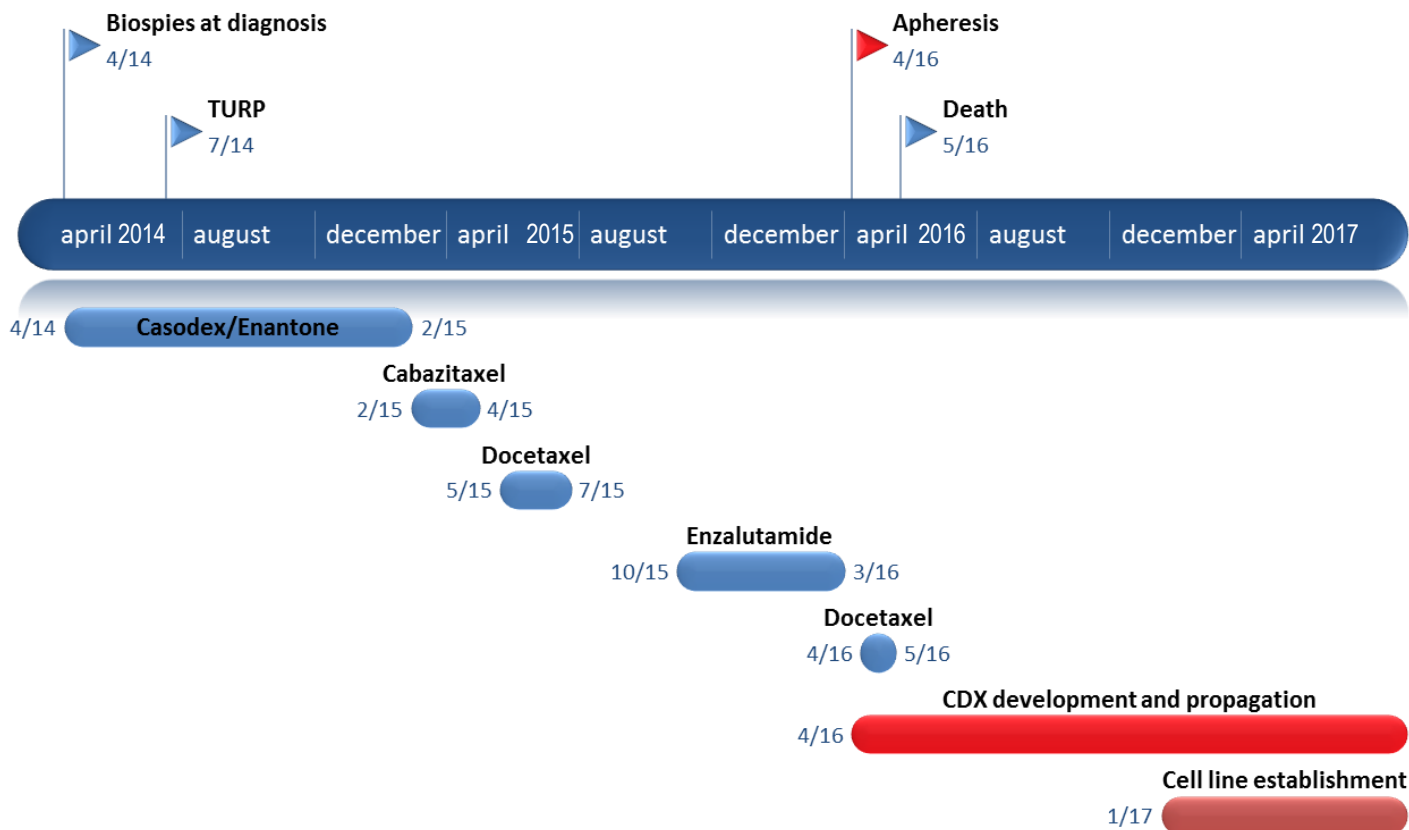 Biospies at diagnosis
4/14
Apheresis
4/16
TURP
7/14
Death
5/16
april 2014 august december april 2015 august december april 2016 august december april 2017
4/14 Casodex/Enantone 2/15
Cabazitaxel
2/15 4/15
Docetaxel
5/15 7/15
Enzalutamide
10/15 3/16
Docetaxel
4/16 5/16
CDX development and propagation
4/16
Cell line establishment
1/17